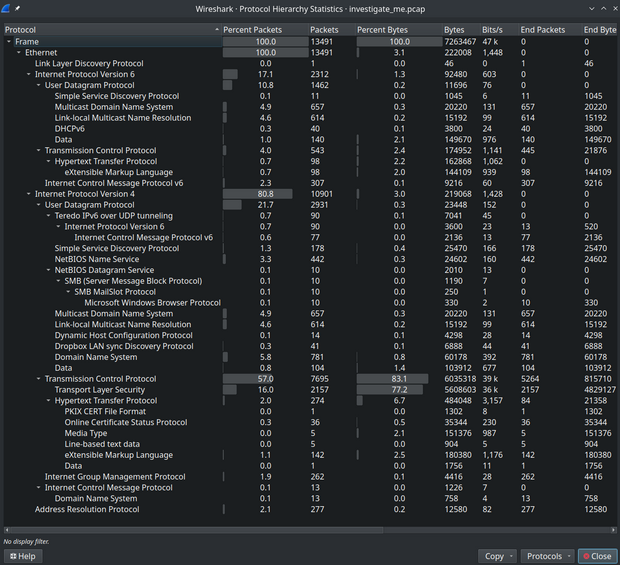 Wireshark · Protocol Hierarchy Statistics · investigate_me.pcap
Protocol Percent Packets Packets Percent Bytes Bytes Bits/s End Packets End Byte
Frame 100.0 13491 100.0 7263467 47 k 0 0
Ethernet 100.0 13491 3.1 222008 1,448 0 0
Link Layer Discovery Protocol 0.0 1 0.0 46 0 1 46
Internet Protocol Version 6 17.1 2312 1.3 92480 603 0 0
User Datagram Protocol 10.8 1462 0.2 11696 76 0 0
Simple Service Discovery Protocol 0.1 11 0.0 1045 6 11 1045
Multicast Domain Name System 4.9 657 0.3 20220 131 657 20220
Link-local Multicast Name Resolution 4.6 614 0.2 15192 99 614 15192
DHCPv6 0.3 40 0.1 3800 24 40 3800
Data 1.0 140 2.1 149670 976 140 149670
Transmission Control Protocol 4.0 543 2.4 174952 1,141 445 21876
Hypertext Transfer Protocol 0.7 98 2.2 162868 1,062 0 0
eXtensible Markup Language 0.7 98 2.0 144109 939 98 144109
Internet Control Message Protocol v6 2.3 307 0.1 9216 60 307 9216
Internet Protocol Version 4 80.8 10901 3.0 219068 1,428 0 0
User Datagram Protocol 21.7 2931 0.3 23448 152 0 0
Teredo IPv6 over UDP tunneling 0.7 90 0.1 7041 45 0 0
Internet Protocol Version 6 0.7 90 0.0 3600 23 13 520
Internet Control Message Protocol v6 0.6 77 0.0 2136 13 77 2136
Simple Service Discovery Protocol 1.3 178 0.4 25470 166 178 25470
NetBIOS Name Service 3.3 442 0.3 24602 160 442 24602
NetBIOS Datagram Service 0.1 10 0.0 2010 13 0 0
SMB (Server Message Block Protocol) 0.1 10 0.0 1190 7 0 0
SMB MailSlot Protocol 0.1 10 0.0 250 1 0 0
Microsoft Windows Browser Protocol 0.1 10 0.0 330 2 10 330
Multicast Domain Name System 4.9 657 0.3 20220 131 657 20220
Link-local Multicast Name Resolution 4.6 614 0.2 15192 99 614 15192
Dynamic Host Configuration Protocol 0.1 14 0.1 4298 28 14 4298
Dropbox LAN sync Discovery Protocol 0.3 41 0.1 6888 44 41 6888
Domain Name System 5.8 781 0.8 60178 392 781 60178
Data 0.8 104 1.4 103912 677 104 103912
Transmission Control Protocol 57.0 7695 83.1 6035318 39 k 5264 815710
Transport Layer Security 16.0 2157 77.2 5608603 36 k 2157 4829127
Hypertext Transfer Protocol 2.0 274 6.7 484048 3,157 84 21358
PKIX CERT File Format 0.0 1 0.0 1302 8 1 1302
Online Certificate Status Protocol 0.3 36 0.5 35344 230 36 35344
Media Type 0.0 5 2.1 151376 987 5 151376
Line-based text data 0.0 5 0.0 904 5 5 904
eXtensible Markup Language 1.1 142 2.5 180380 1,176 142 180380
Data 0.0 1 0.0 1756 11 1 1756
Internet Group Management Protocol 1.9 262 0.1 4416 28 262 4416
Internet Control Message Protocol 0.1 13 0.0 1226 7 0 0
Domain Name System 0.1 13 0.0 758 4 13 758
Address Resolution Protocol 2.1 277 0.2 12580 82 277 12580
No display filter.
Help Copy Protocols Close